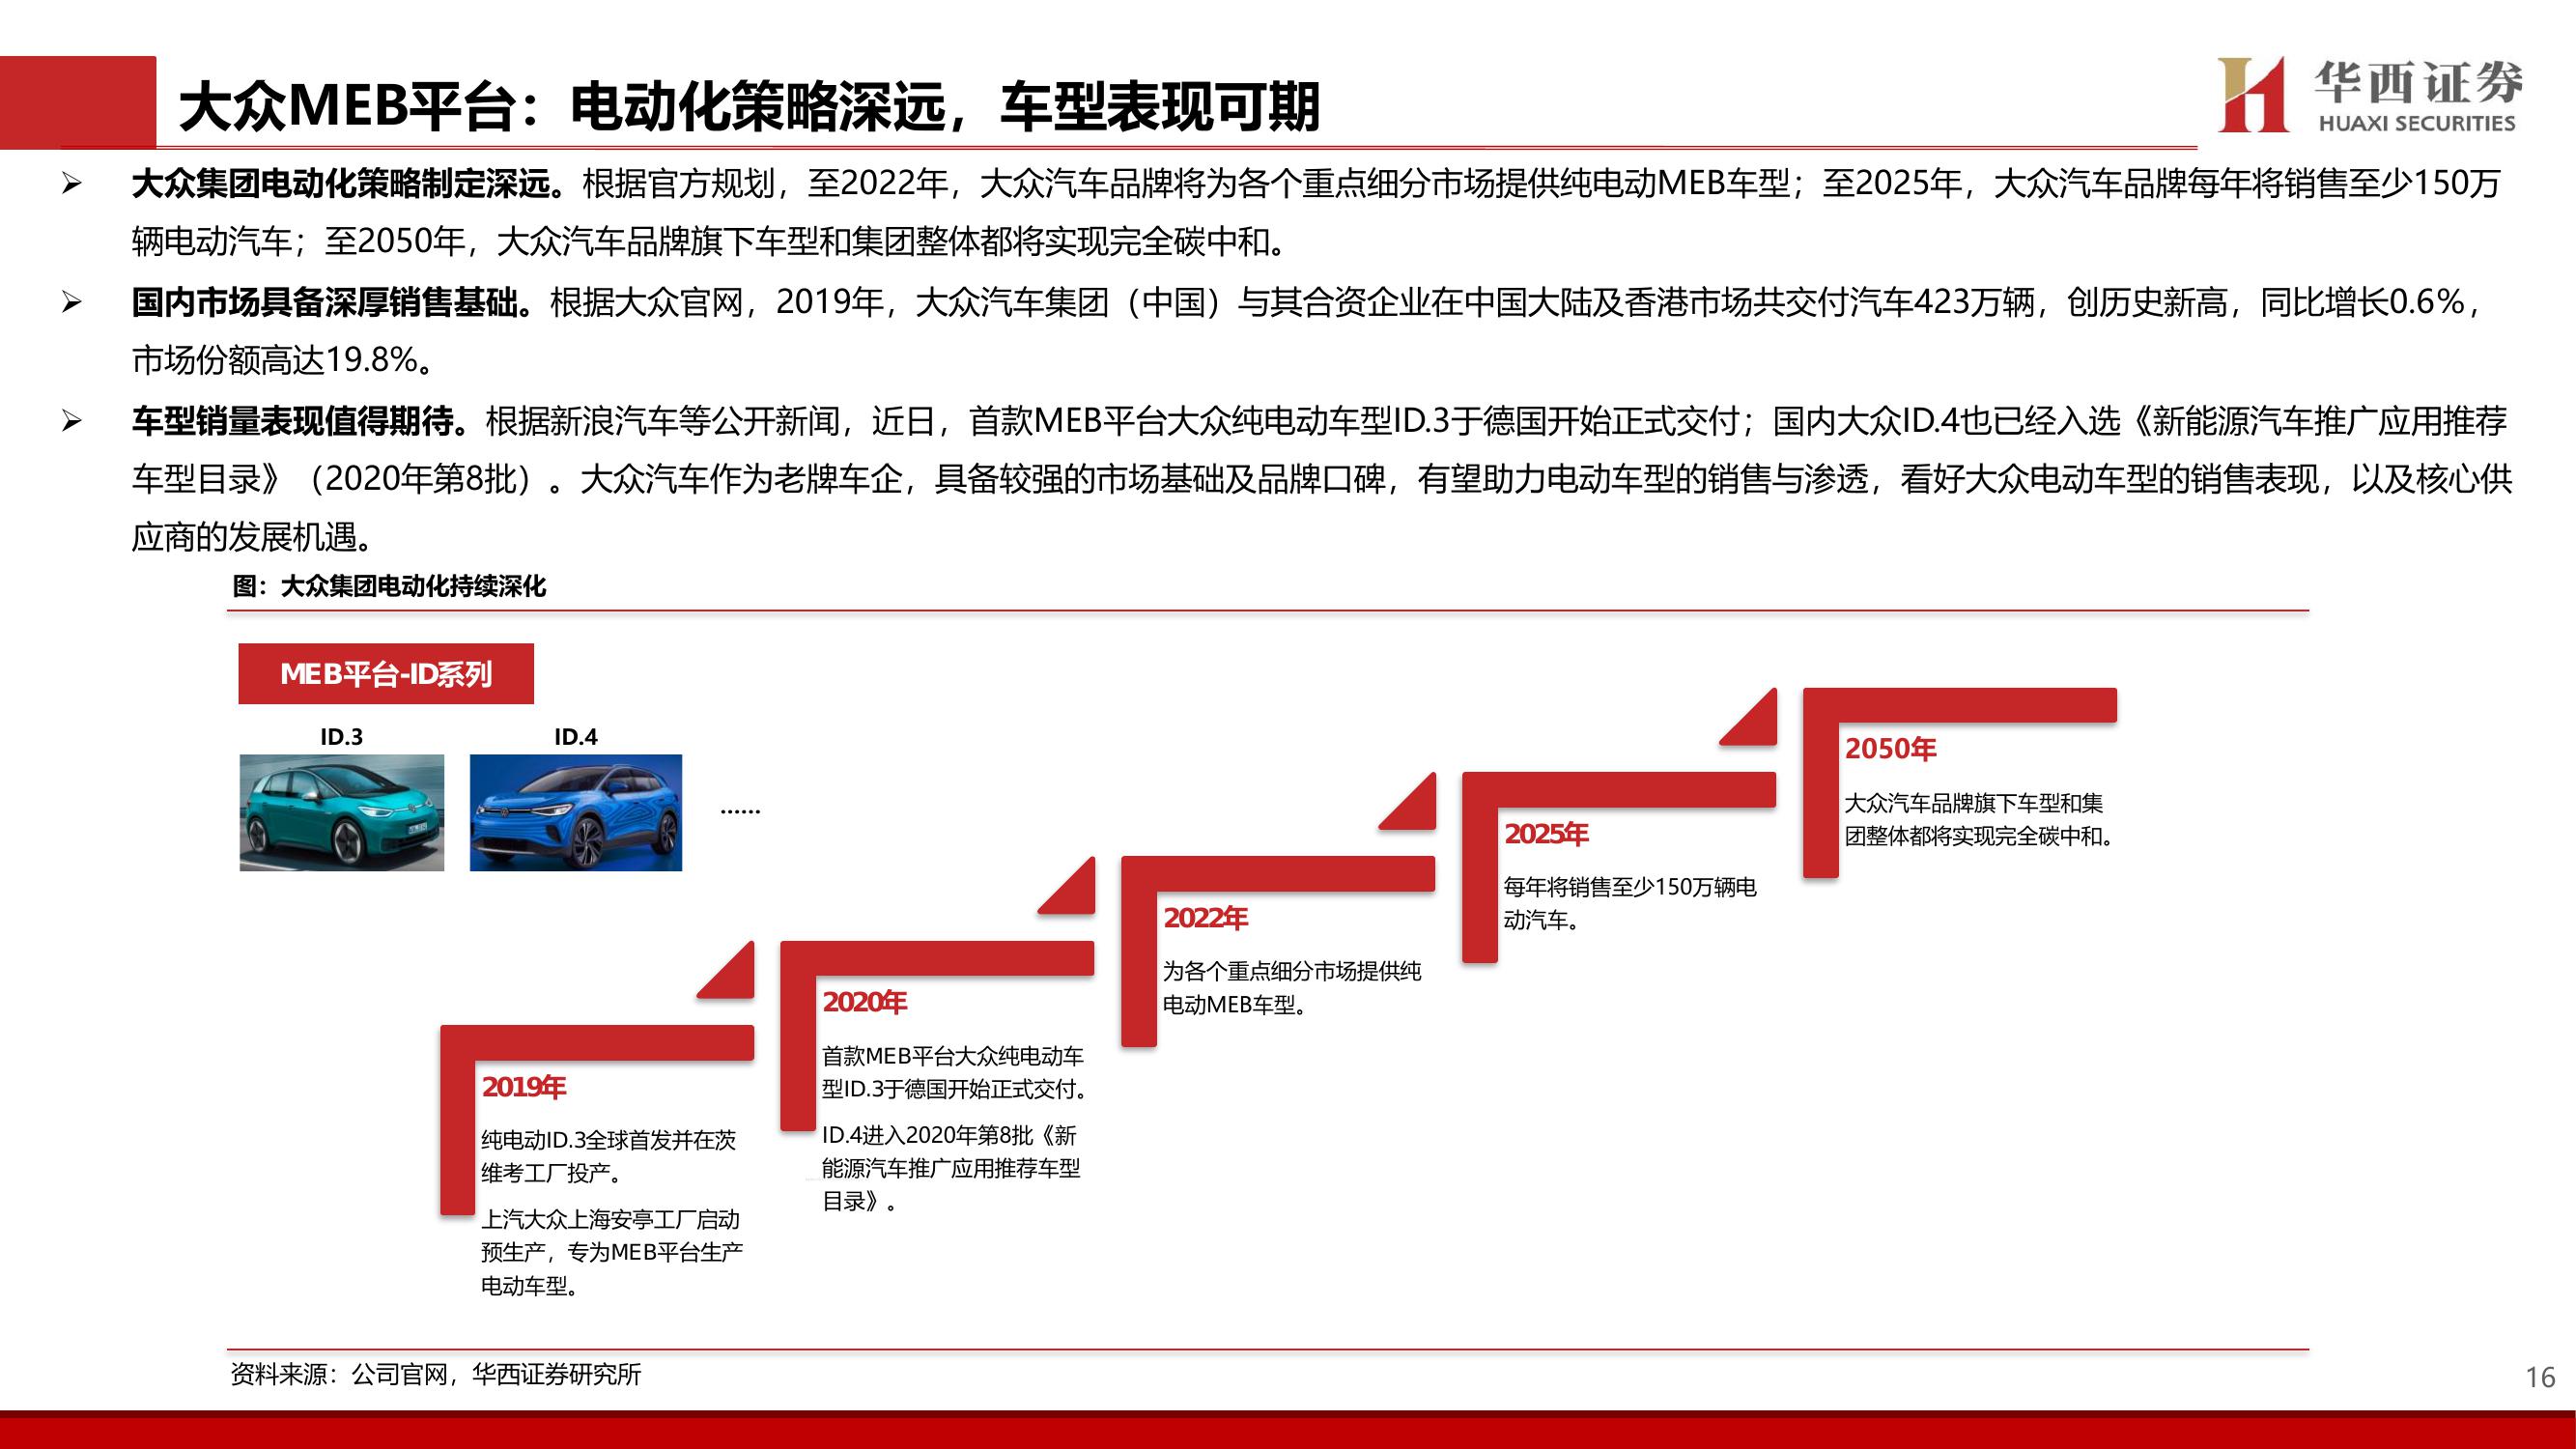 大众MEB平台：电动化策略深远，车型表现可期
华西证券
HUAXI SECURITIES
大众集团电动化策略制定深远。根据官方规划，至2022年，大众汽车品牌将为各个重点细分市场提供纯电动MEB车型；至2025年，大众汽车品牌每年将销售至少150万
辆电动汽车；至2050年，大众汽车品牌旗下车型和集团整体都将实现完全碳中和。
国内市场具备深厚销售基础。根据大众官网，2019年，大众汽车集团（中国）与其合资企业在中国大陆及香港市场共交付汽车423万辆，创历史新高，同比增长0.6%，
市场份额高达19.8%。
车型销量表现值得期待。根据新浪汽车等公开新闻，近日，首款MEB平台大众纯电动车型ID.3于德国开始正式交付；国内大众ID.4也已经入选《新能源汽车推广应用推荐
车型目录》（2020年第8批）。大众汽车作为老牌车企，具备较强的市场基础及品牌口碑，有望助力电动车型的销售与渗透，看好大众电动车型的销售表现，以及核心供
应商的发展机遇。
图：大众集团电动化持续深化
MEB平台-ID系列
ID.3
ID.4
......
2019年
纯电动ID.3全球首发并在茨
维考工厂投产。
上汽大众上海安亭工厂启动
预生产，专为MEB平台生产
电动车型。
2020年
首款MEB平台大众纯电动车
型ID.3于德国开始正式交付。
ID.4进入2020年第8批《新
能源汽车推广应用推荐车型
目录》。
2022年
为各个重点细分市场提供纯
电动MEB车型。
2025年
每年将销售至少150万辆电
动汽车。
2050年
大众汽车品牌旗下车型和集
团整体都将实现完全碳中和。
资料来源：公司官网，华西证券研究所
16